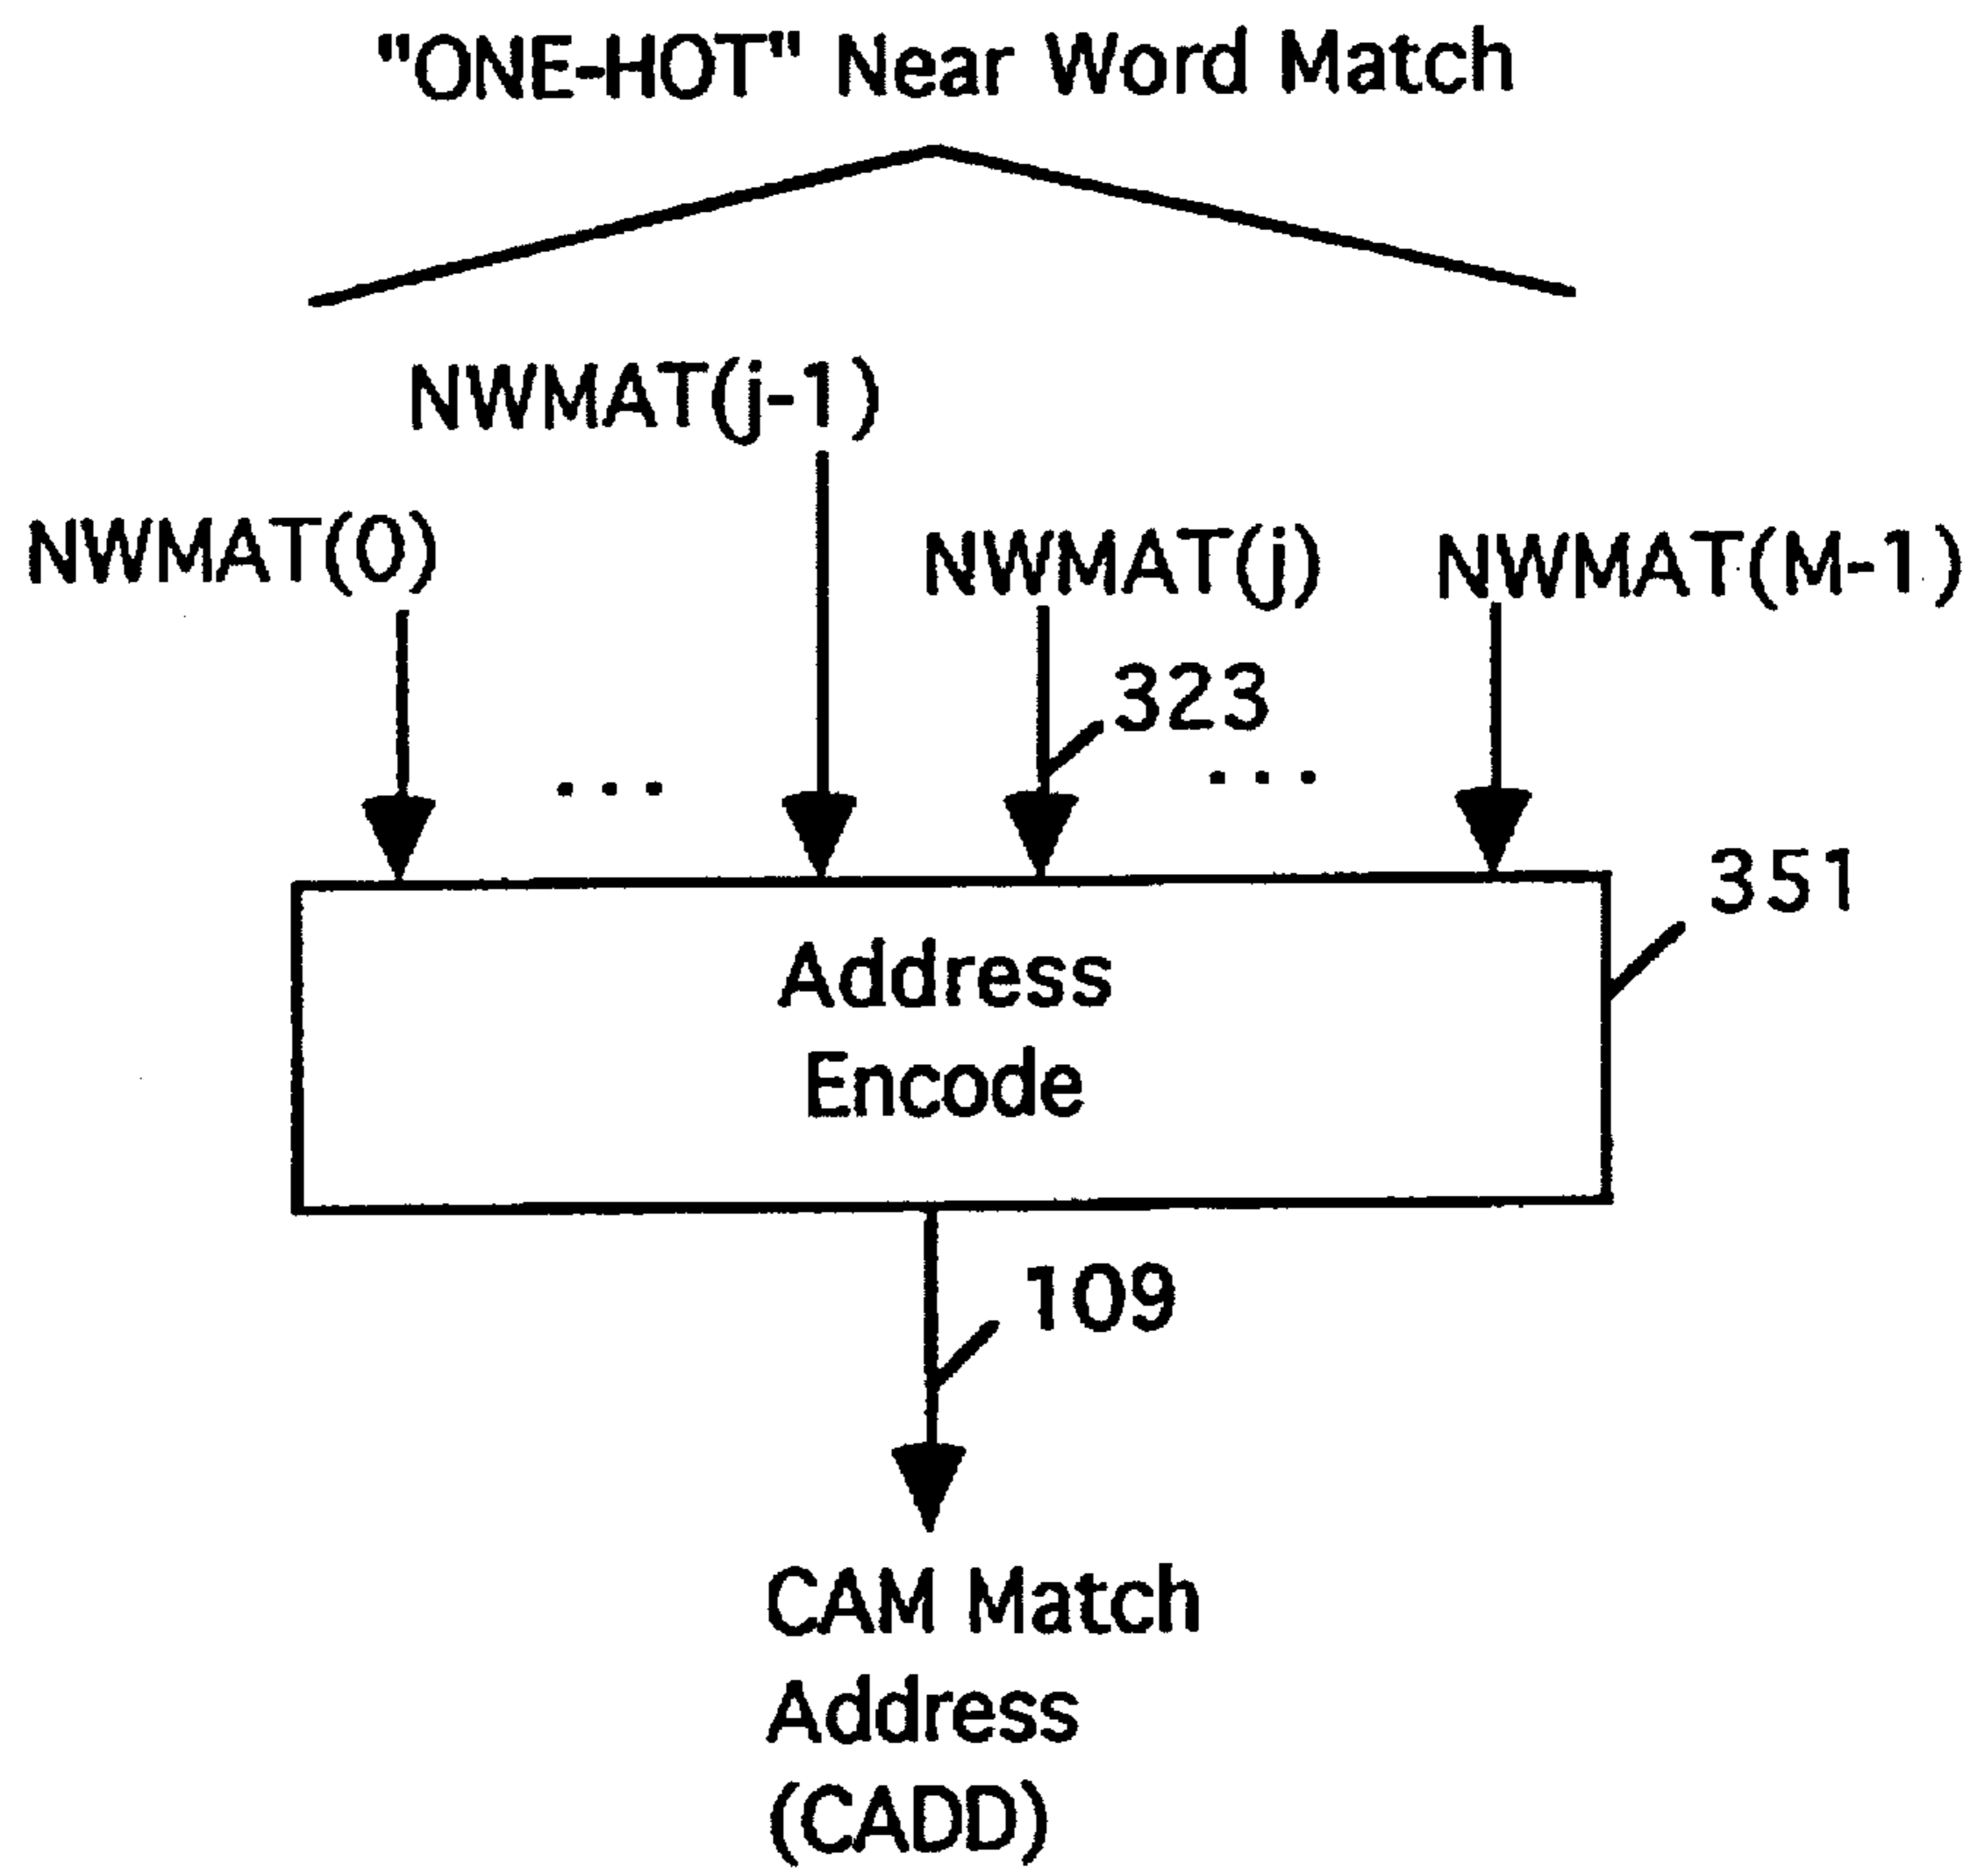 "ONE-HOT" Near Word Match
NWMAT(j-1)
NWMAT(0)
NWMAT(j)
NWMAT(M-1)
323
...
...
351
Address
Encode
109
CAM Match
Address
(CADD)